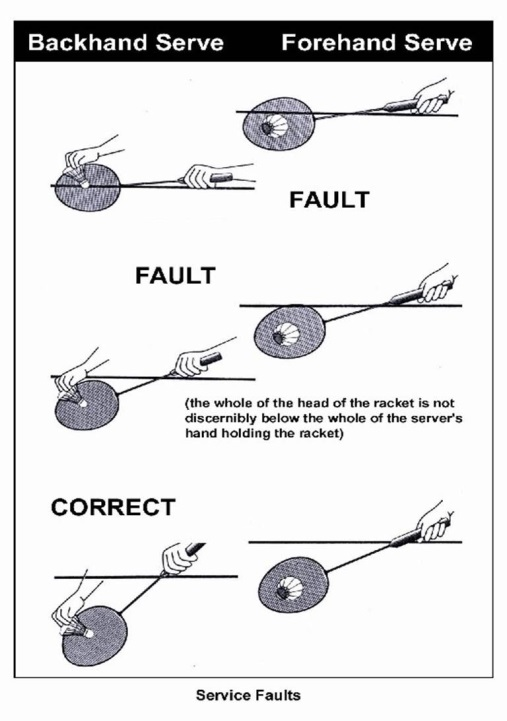 Backhand Serve Forehand Serve
FAULT
FAULT
(the whole of the head of the racket is not
discernibly below the whole of the server's
hand holding the racket)
CORRECT
Service Faults